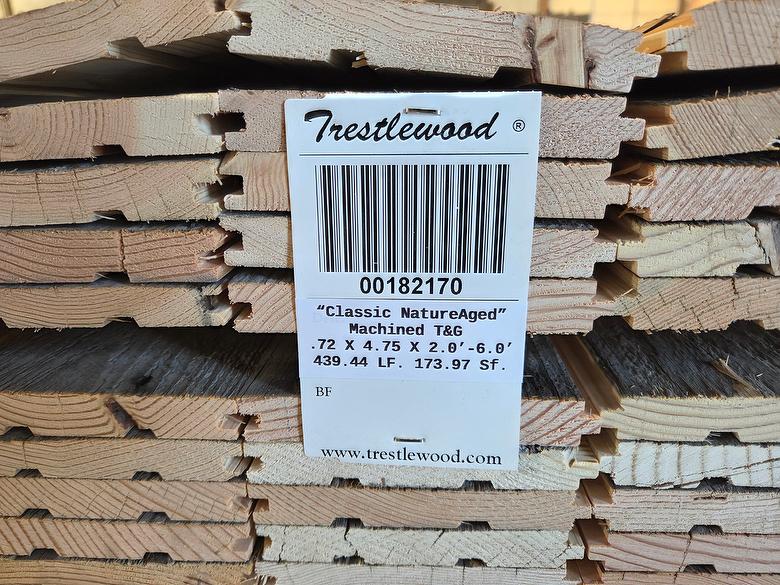 Trestlewood ®
00182170
“Classic NatureAged”
Machined T&G
.72 X 4.75 X 2.0’-6.0’
439.44 LF. 173.97 Sf.
BF
www.trestlewood.com